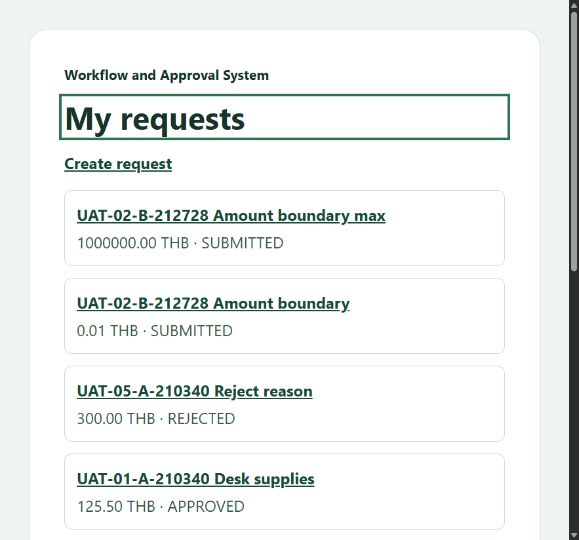 Workflow and Approval System
My requests
Create request
UAT-02-B-212728 Amount boundary max
1000000.00 THB · SUBMITTED
UAT-02-B-212728 Amount boundary
0.01 THB · SUBMITTED
UAT-05-A-210340 Reject reason
300.00 THB · REJECTED
UAT-01-A-210340 Desk supplies
125.50 THB · APPROVED